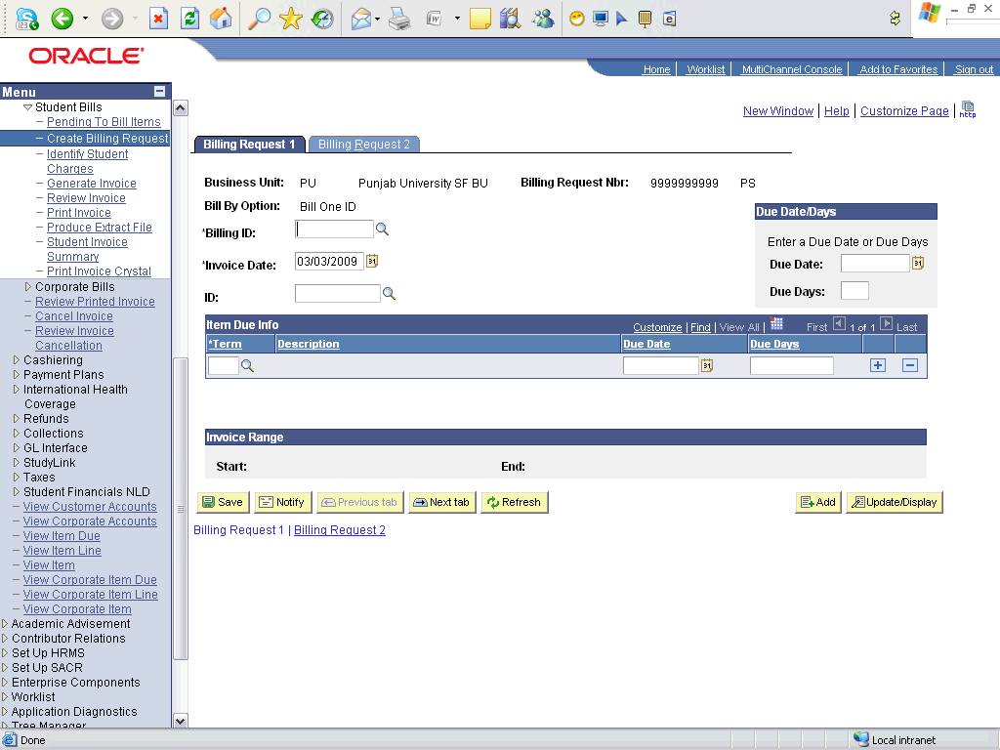 ORACLE
Home | Worklist | MultiChannel Console | Add to Favorites | Sign out
Menu
Student Bills
Pending To Bill Items
Create Billing Request
Identify Student
Charges
Generate Invoice
Review Invoice
Print Invoice
Produce Extract File
Student Invoice
Summary
Print Invoice Crystal
Corporate Bills
Review Printed Invoice
Cancel Invoice
Review Invoice
Cancellation
Cashiering
Payment Plans
International Health
Coverage
Refunds
Collections
GL Interface
StudyLink
Taxes
Student Financials NLD
View Customer Accounts
View Corporate Accounts
View Item Due
View Item Line
View Item
View Corporate Item Due
View Corporate Item Line
View Corporate Item
Academic Advisement
Contributor Relations
Set Up HRMS
Set Up SACR
Enterprise Components
Worklist
Application Diagnostics
Tree Manager
New Window | Help | Customize Page | http
Billing Request 1 Billing Request 2
Business Unit: PU Punjab University SF BU Billing Request Nbr: 9999999999 PS
Bill By Option: Bill One ID
*Billing ID:
*Invoice Date: 03/03/2009
ID:
Due Date/Days
Enter a Due Date or Due Days
Due Date:
Due Days:
Item Due Info Customize | Find | View All | First 1 of 1 Last
*Term Description Due Date Due Days
Invoice Range
Start: End:
Save Notify Previous tab Next tab Refresh Add Update/Display
Billing Request 1 | Billing Request 2
Done Local intranet